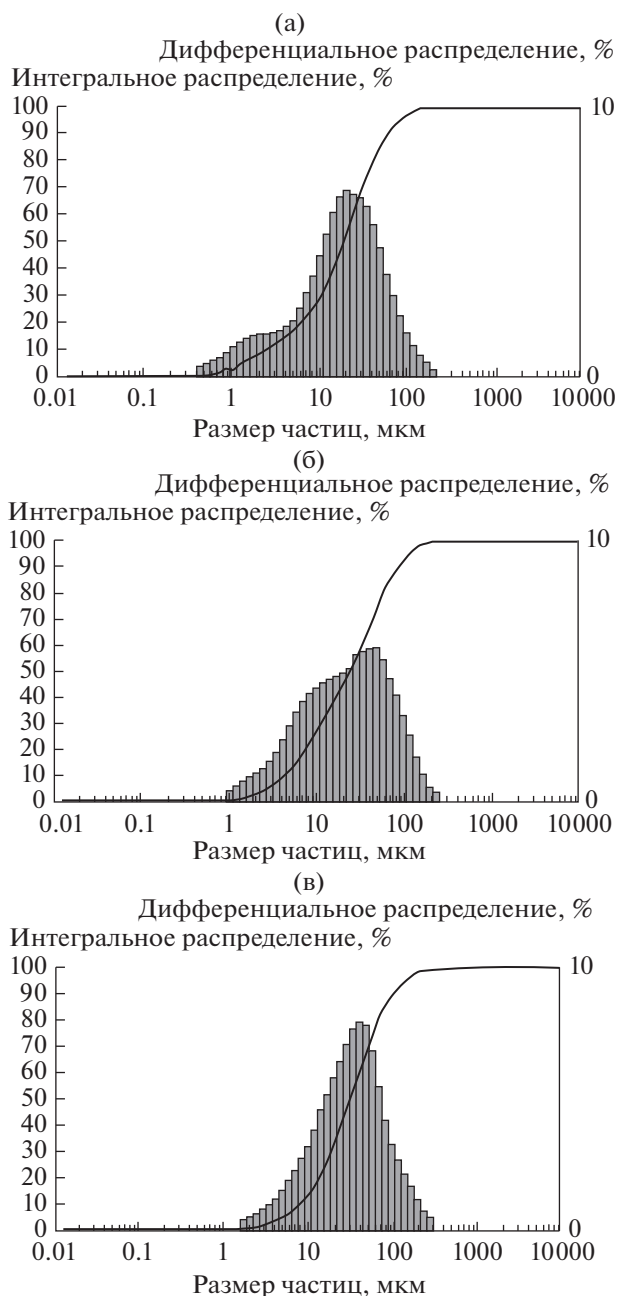 (а)
Дифференциальное распределение, %
Интегральное распределение, %
100
90
80
70
60
50
40
30
20
10
0
10
0
0.01 0.1 1 10 100 1000 10000
Размер частиц, мкм
(б)
Дифференциальное распределение, %
Интегральное распределение, %
100
90
80
70
60
50
40
30
20
10
0
10
0
0.01 0.1 1 10 100 1000 10000
Размер частиц, мкм
(в)
Дифференциальное распределение, %
Интегральное распределение, %
100
90
80
70
60
50
40
30
20
10
0
10
0
0.01 0.1 1 10 100 1000 10000
Размер частиц, мкм